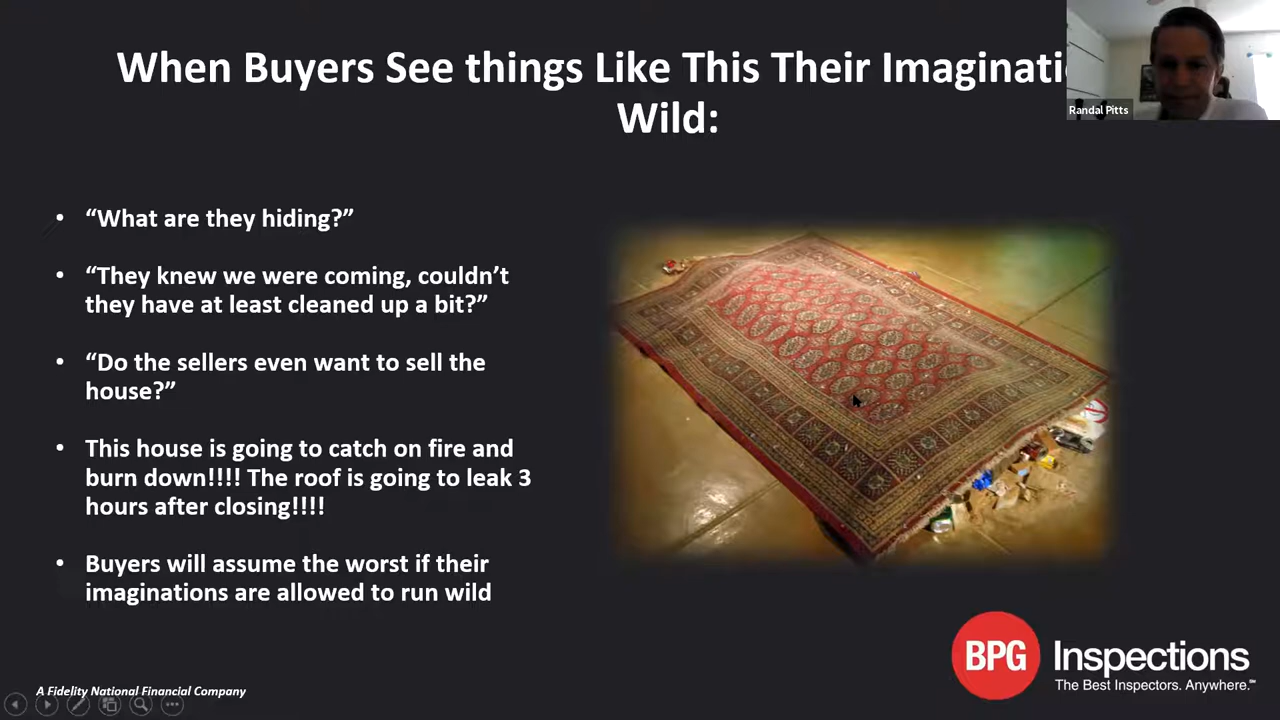 When Buyers See things Like This Their Imaginati
Wild:
Randal Pitts
• “What are they hiding?”
• “They knew we were coming, couldn’t
they have at least cleaned up a bit?”
• “Do the sellers even want to sell the
house?”
• This house is going to catch on fire and
burn down!!!! The roof is going to leak 3
hours after closing!!!!
• Buyers will assume the worst if their
imaginations are allowed to run wild
BPG Inspections
The Best Inspectors. Anywhere.℠
A Fidelity National Financial Company